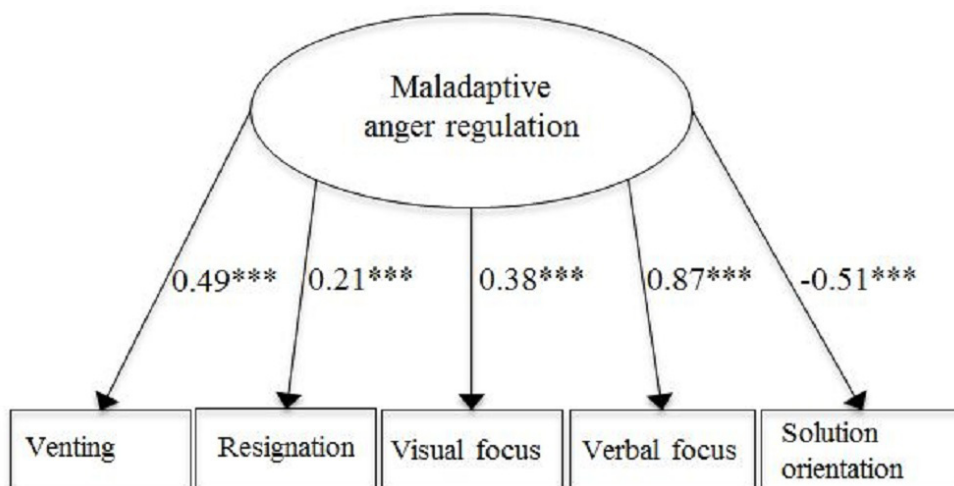 Maladaptive
anger regulation
0.49*** 0.21*** 0.38*** 0.87*** -0.51***
Venting
Resignation
Visual focus
Verbal focus
Solution
orientation